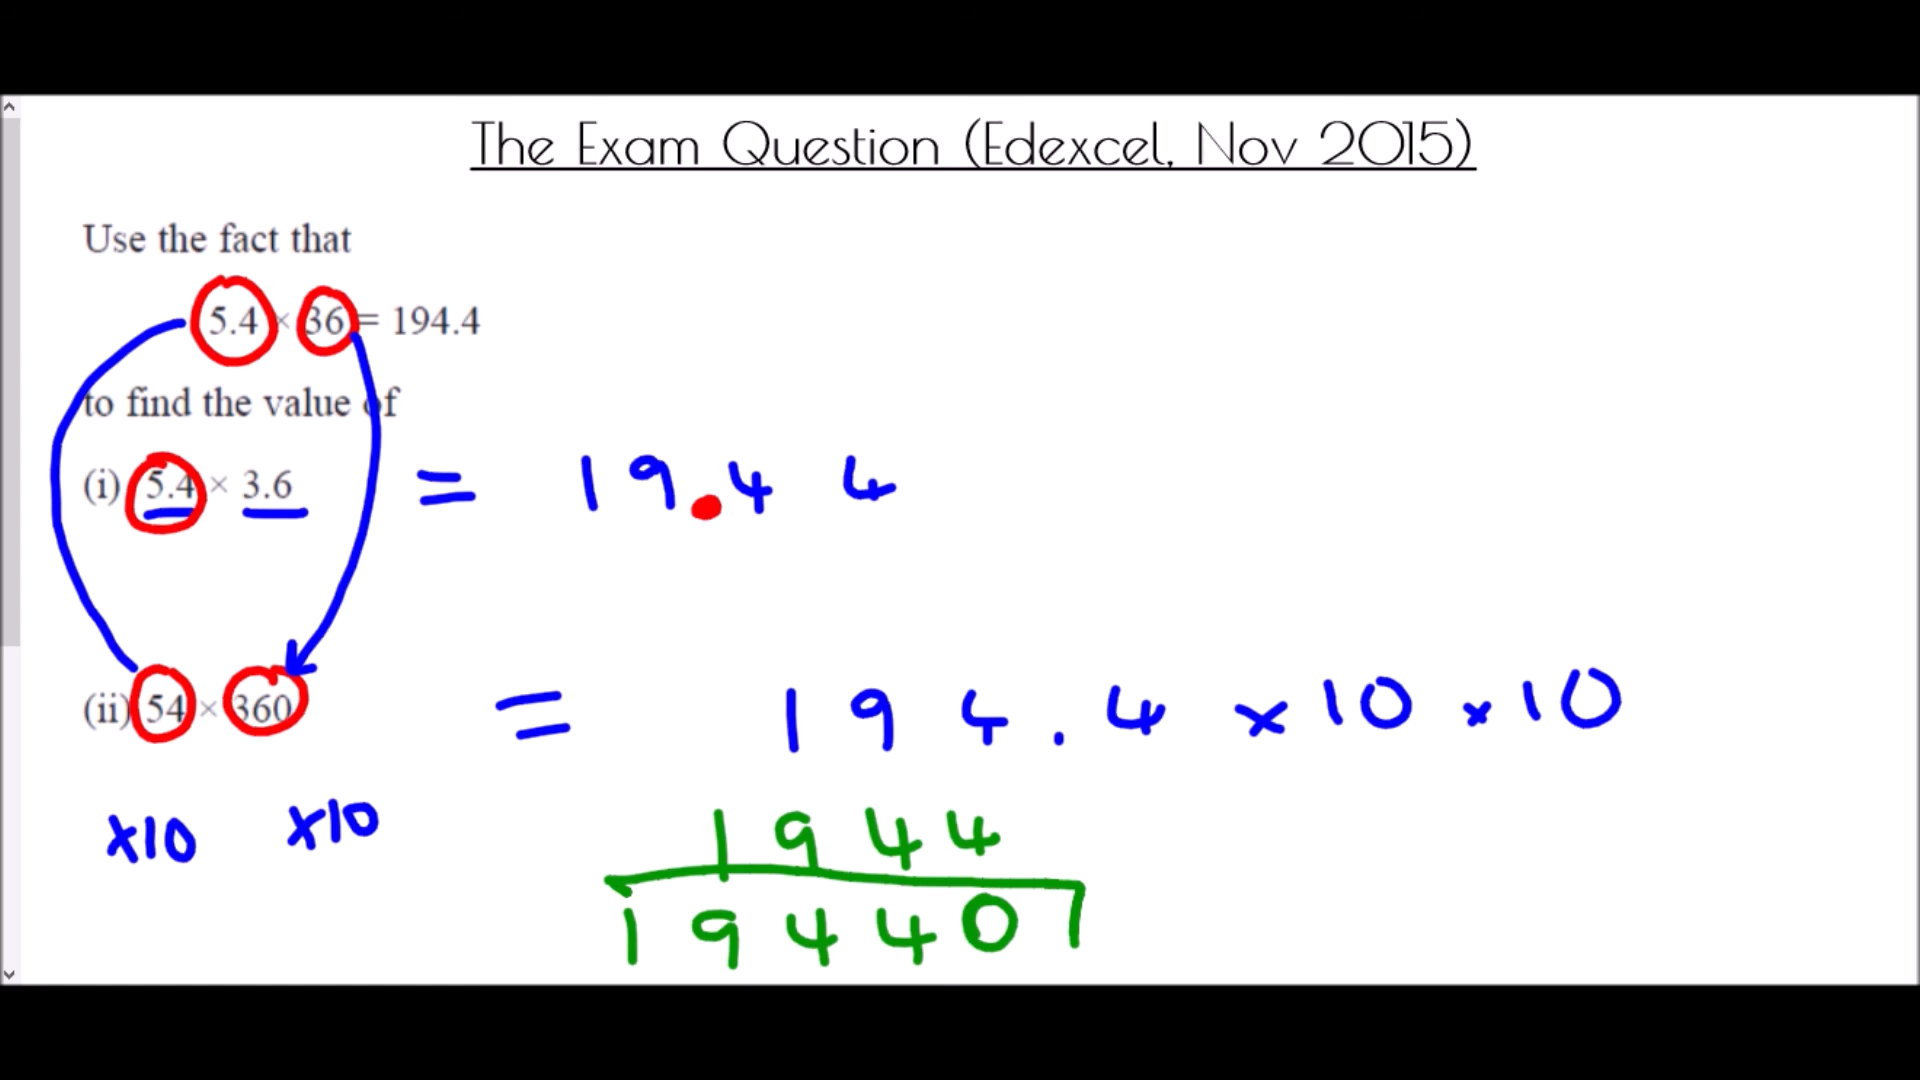 The Exam Question (Edexcel, Nov 2015)
Use the fact that
5.4 × 36 = 194.4
to find the value of
(i) 5.4 × 3.6 = 19.44
(ii) 54 × 360 = 194.4 × 10 × 10
×10 ×10
1944
19440